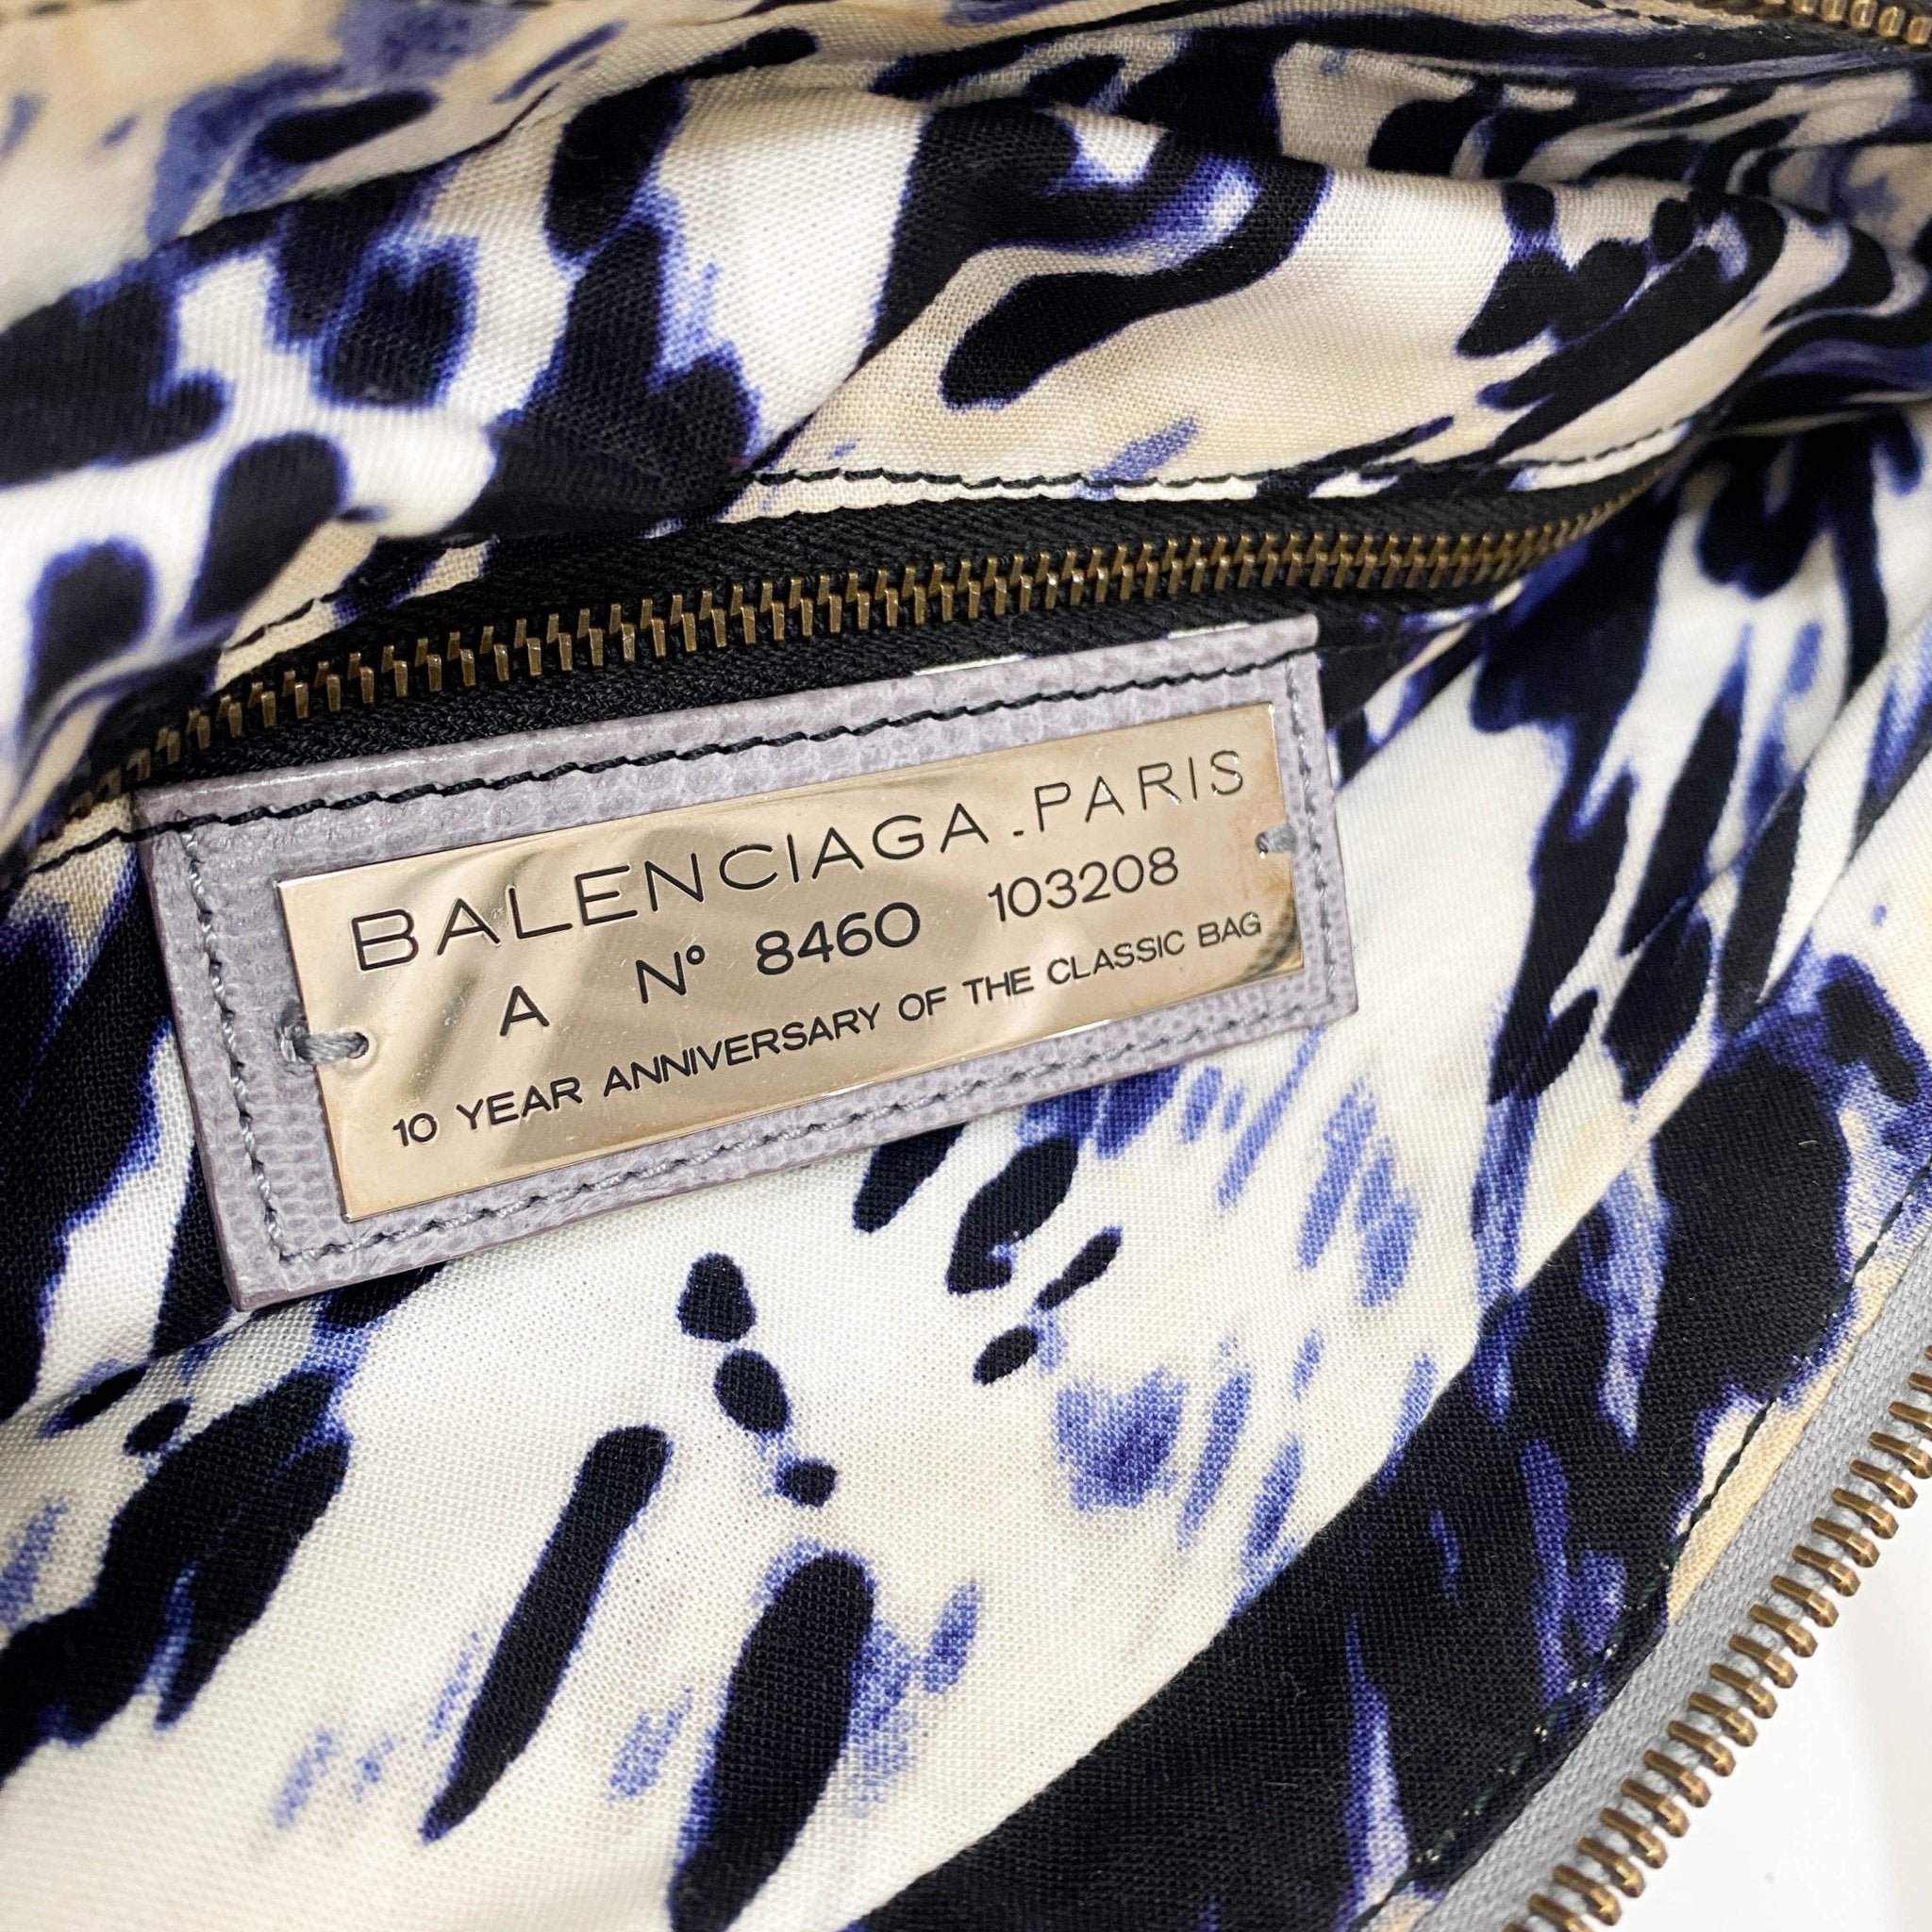 BALENCIAGA.PARIS
A N° 8460 103208
10 YEAR ANNIVERSARY OF THE CLASSIC BAG